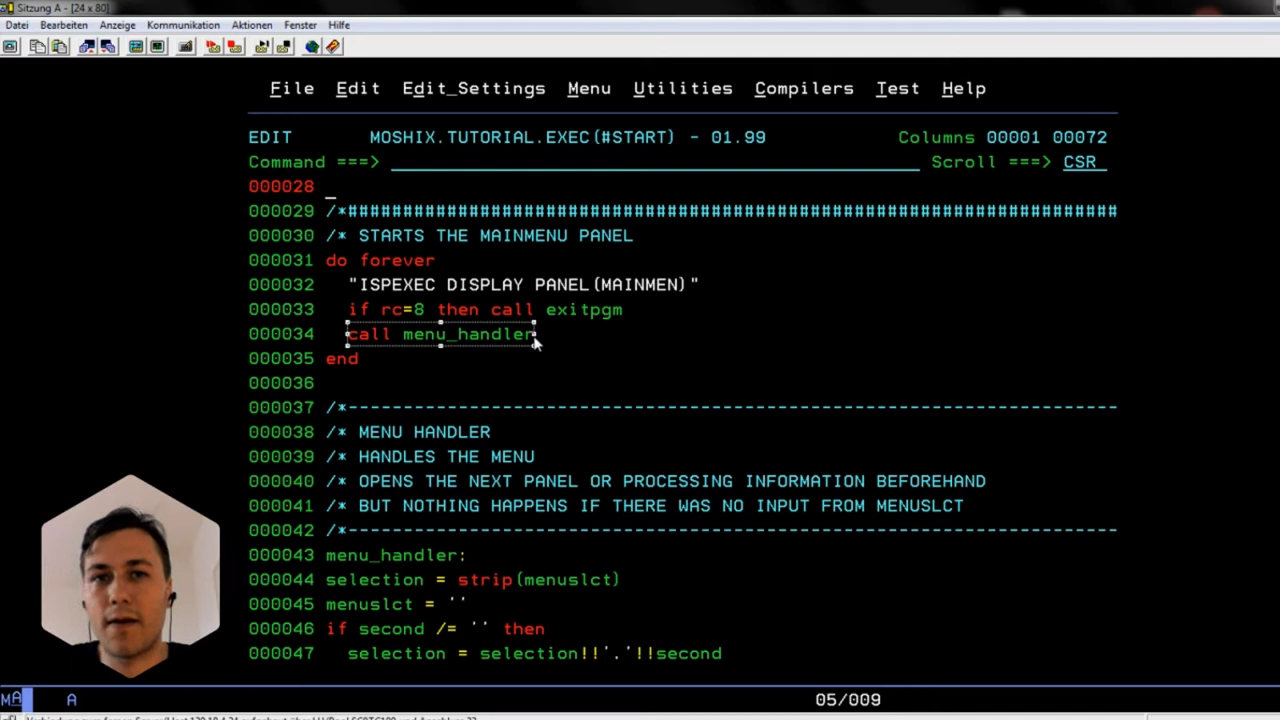 Sitzung A - [24 x 80]
Datei Bearbeiten Anzeige Kommunikation Aktionen Fenster Hilfe
File Edit Edit_Settings Menu Utilities Compilers Test Help
EDIT MOSHIX.TUTORIAL.EXEC(#START) - 01.99 Columns 00001 00072
Command ===> Scroll ===> CSR
000028 _
000029 /*######################################################################
000030 /* STARTS THE MAINMENU PANEL
000031 do forever
000032 "ISPEXEC DISPLAY PANEL(MAINMEN)"
000033 if rc=8 then call exitpgm
000034 call menu_handler
000035 end
000036
000037 /*----------------------------------------------------------------------
000038 /* MENU HANDLER
000039 /* HANDLES THE MENU
000040 /* OPENS THE NEXT PANEL OR PROCESSING INFORMATION BEFOREHAND
000041 /* BUT NOTHING HAPPENS IF THERE WAS NO INPUT FROM MENUSLCT
000042 /*----------------------------------------------------------------------
000043 menu_handler:
000044 selection = strip(menuslct)
000045 menuslct = ''
000046 if second /= '' then
000047 selection = selection!!'.'!!second
MA A 05/009